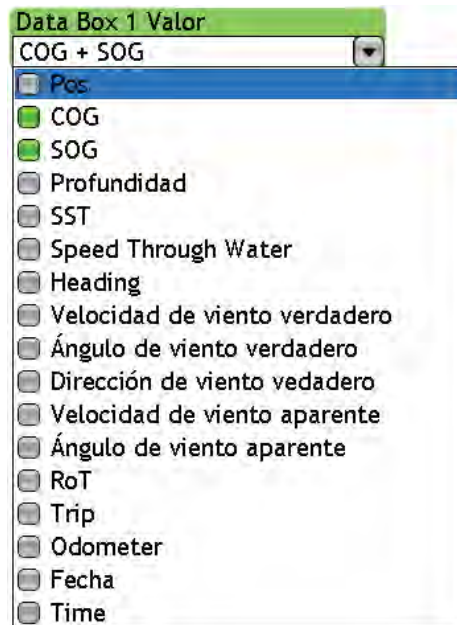 Data Box 1 Valor
COG + SOG
Pos
COG
SOG
Profundidad
SST
Speed Through Water
Heading
Velocidad de viento verdadero
Ángulo de viento verdadero
Dirección de viento vedadero
Velocidad de viento aparente
Ángulo de viento aparente
RoT
Trip
Odometer
Fecha
Time